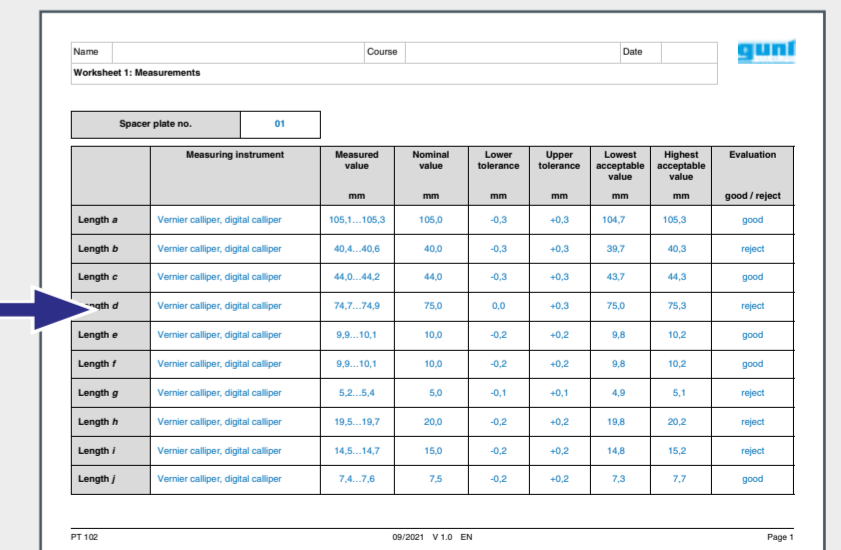 Name Course Date
gunt
Worksheet 1: Measurements
Spacer plate no. 01
Measuring instrument Measured value mm Nominal value mm Lower tolerance mm Upper tolerance mm Lowest acceptable value mm Highest acceptable value mm Evaluation good / reject
Length a Vernier calliper, digital calliper 105,1...105,3 105,0 -0,3 +0,3 104,7 105,3 good
Length b Vernier calliper, digital calliper 40,4...40,6 40,0 -0,3 +0,3 39,7 40,3 reject
Length c Vernier calliper, digital calliper 44,0...44,2 44,0 -0,3 +0,3 43,7 44,3 good
Length d Vernier calliper, digital calliper 74,7...74,9 75,0 0,0 +0,3 75,0 75,3 reject
Length e Vernier calliper, digital calliper 9,9...10,1 10,0 -0,2 +0,2 9,8 10,2 good
Length f Vernier calliper, digital calliper 9,9...10,1 10,0 -0,2 +0,2 9,8 10,2 good
Length g Vernier calliper, digital calliper 5,2...5,4 5,0 -0,1 +0,1 4,9 5,1 reject
Length h Vernier calliper, digital calliper 19,5...19,7 20,0 -0,2 +0,2 19,8 20,2 reject
Length i Vernier calliper, digital calliper 14,5...14,7 15,0 -0,2 +0,2 14,8 15,2 reject
Length j Vernier calliper, digital calliper 7,4...7,6 7,5 -0,2 +0,2 7,3 7,7 good
PT 102 09/2021 V 1.0 EN Page 1